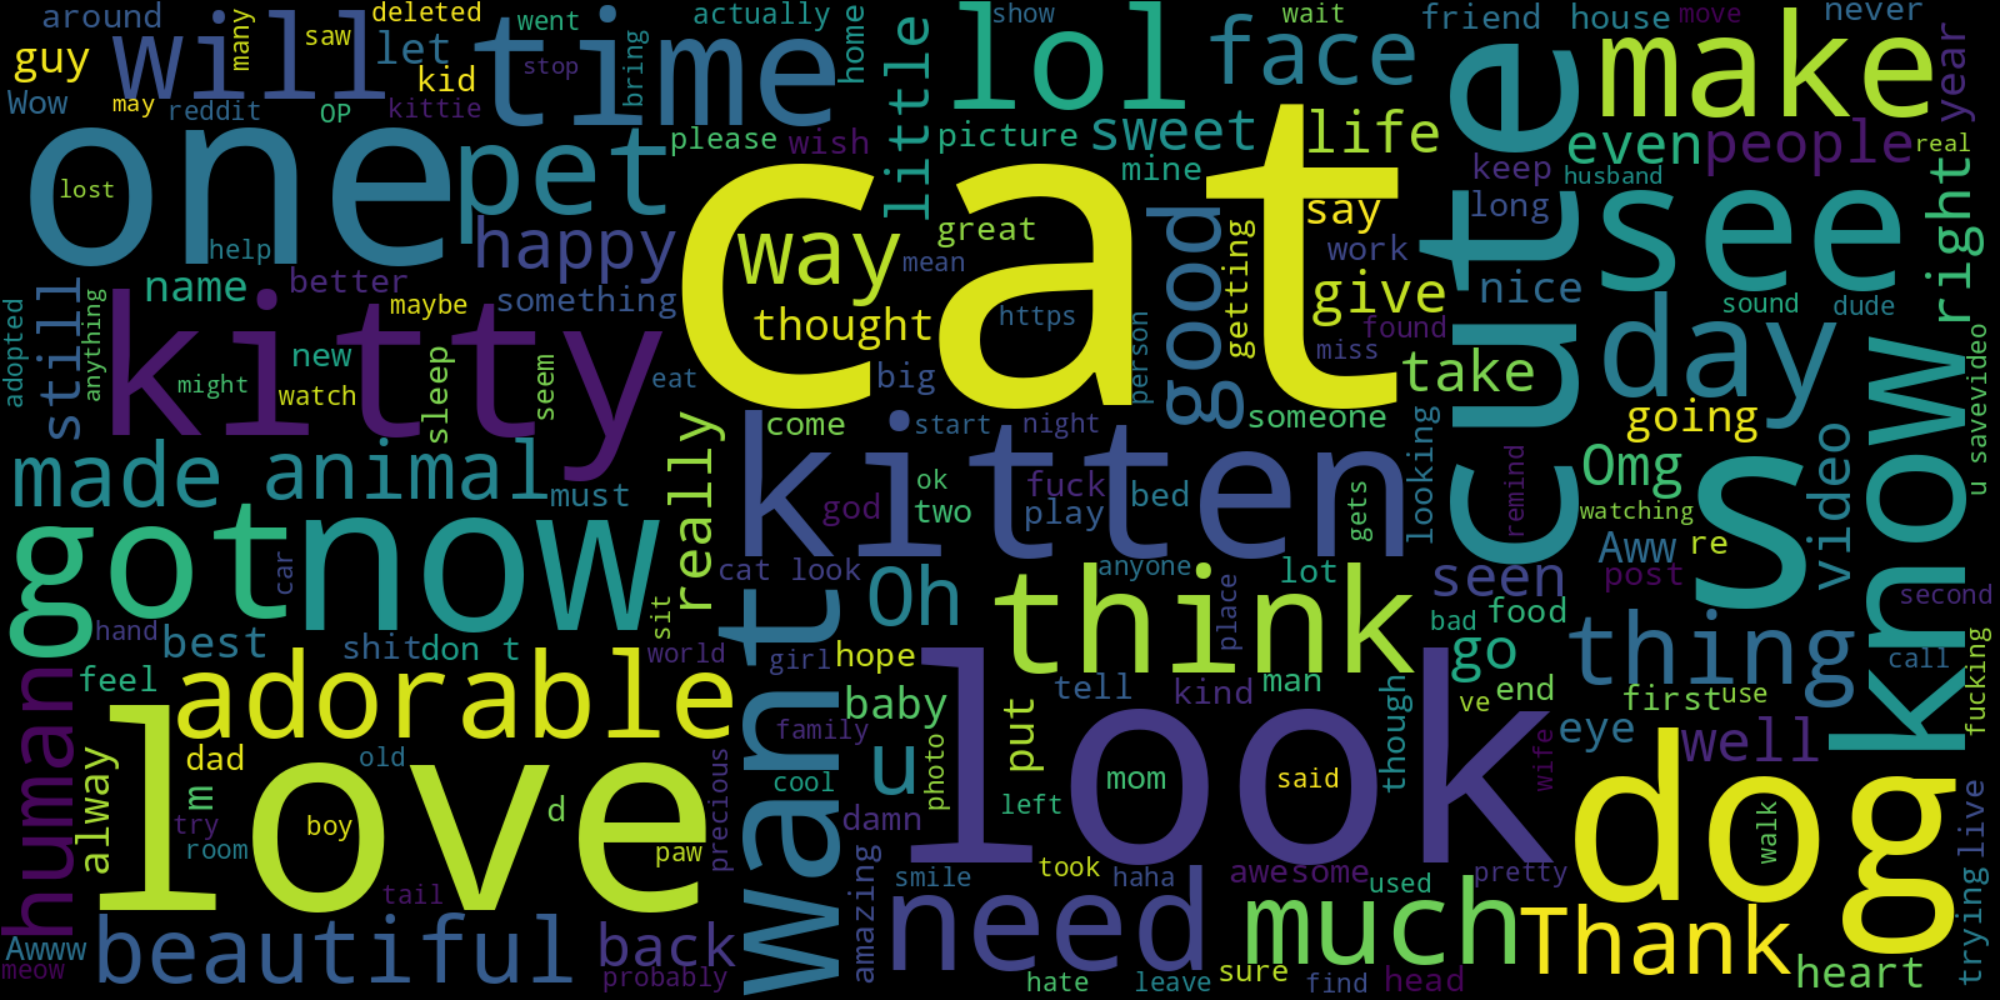 around
deleted
actually
show
wait
friend
house
move
never
many
saw
went
let
will
time
guy
kid
stop
bring
home
little
lol
face
cute
make
year
Wow
may
reddit
OP
kittie
please
wish
picture
sweet
life
mine
keep
even
people
real
husband
one
lost
help
pet
happy
cat
way
great
mean
say
work
long
see
right
good
getting
name
better
maybe
something
thought
https
give
nice
sound
dude
adopted
still
anything
kitty
new
might
watch
sleep
seem
eat
big
person
found
miss
take
day
know
u savevideo
come
start
night
someone
looking
going
video
made
animal
must
really
kitten
ok
two
god
fuck
play
bed
gets
remind
Omg
watching
s
got
now
car
cat look
Oh
think
anyone
lot
place
seen
Aww
re
post
second
hand
best
shit
don t
sit
world
want
girl
hope
bad
food
go
thing
call
fucking
human
feel
adorable
baby
look
tell
kind
man
though
ve
end
first
use
love
alway
dad
m
old
try
room
boy
d
paw
tail
precious
family
cool
damn
u
photo
put
left
mom
said
wife
eye
well
dog
walk
trying
live
Awww
meow
beautiful
back
probably
amazing
smile
took
haha
awesome
used
pretty
need
much
Thank
heart
hate
leave
sure
find
head